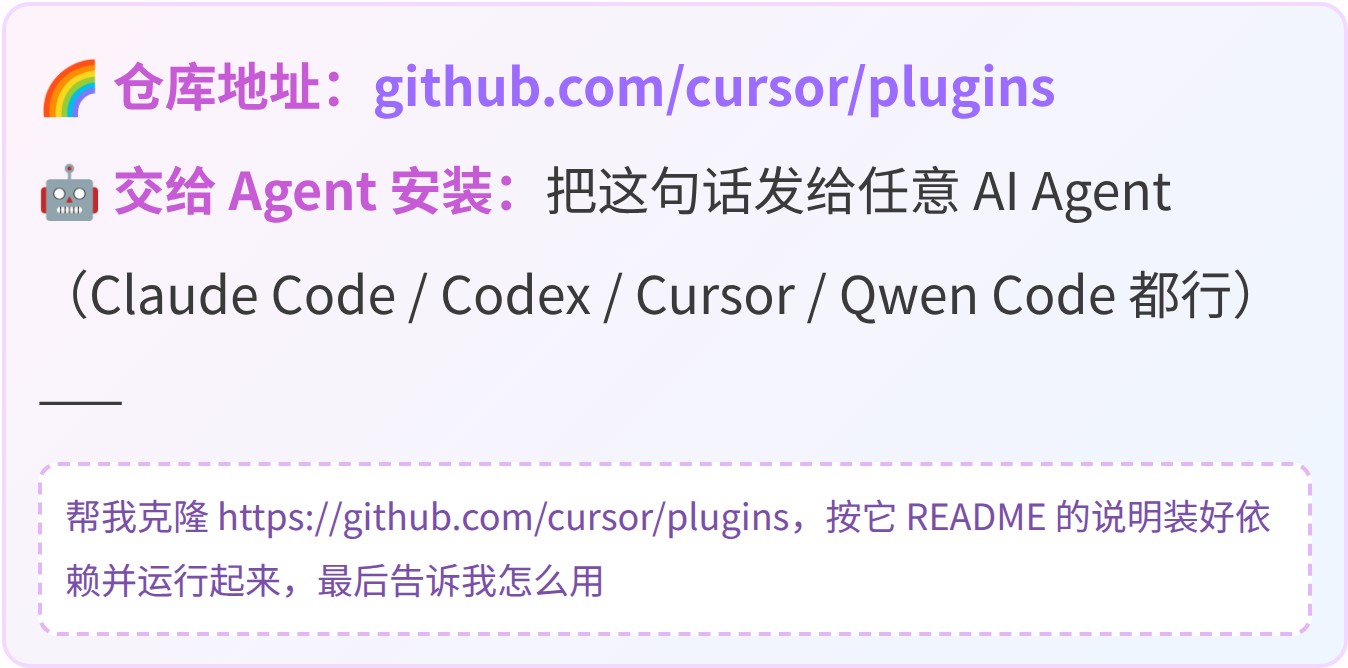 🌈 仓库地址：github.com/cursor/plugins
🤖 交给 Agent 安装：把这句话发给任意 AI Agent
（Claude Code / Codex / Cursor / Qwen Code 都行）
——
帮我克隆 https://github.com/cursor/plugins，按它 README 的说明装好依
赖并运行起来，最后告诉我怎么用